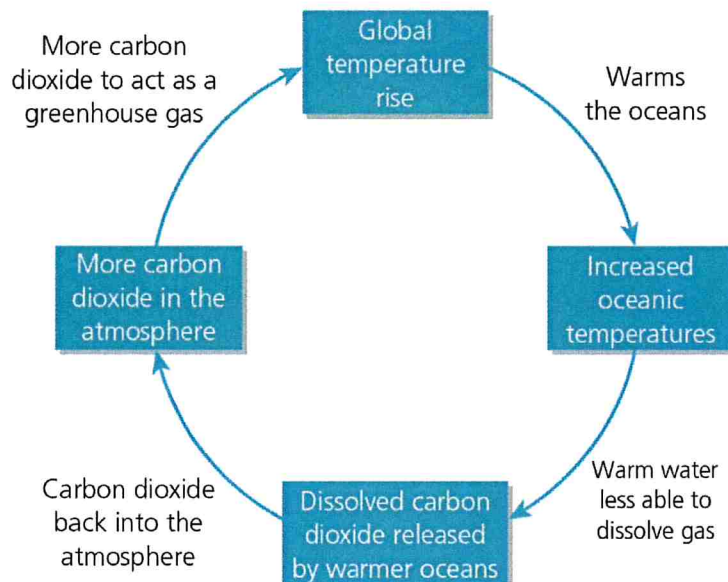 Global
temperature
rise
Warms
the oceans
Increased
oceanic
temperatures
Warm water
less able to
dissolve gas
Dissolved carbon
dioxide released
by warmer oceans
Carbon dioxide
back into the
atmosphere
More carbon
dioxide in the
atmosphere
More carbon
dioxide to act as a
greenhouse gas